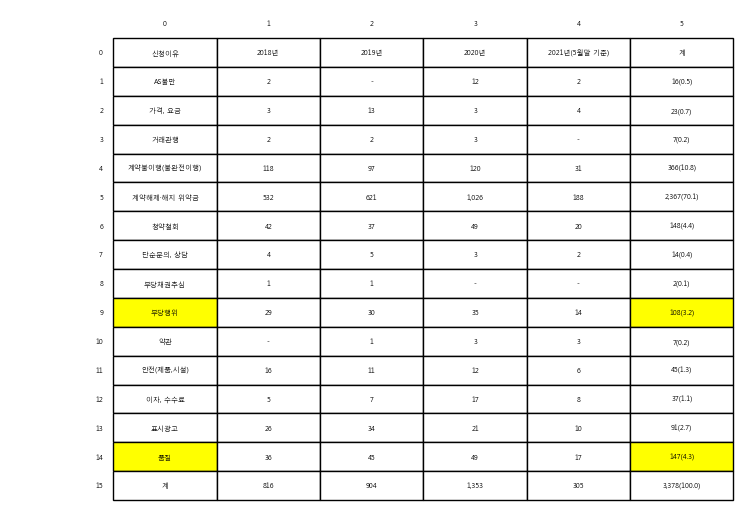 0 1 2 3 4 5
0 신청이유 2018년 2019년 2020년 2021년(5월말 기준) 계
1 AS불만 2 - 12 2 16(0.5)
2 가격, 요금 3 13 3 4 23(0.7)
3 거래관행 2 2 3 - 7(0.2)
4 계약불이행(불완전이행) 118 97 120 31 366(10.8)
5 계약해제·해지 위약금 532 621 1,026 188 2,367(70.1)
6 청약철회 42 37 49 20 148(4.4)
7 단순문의, 상담 4 5 3 2 14(0.4)
8 부당채권추심 1 1 - - 2(0.1)
9 부당행위 29 30 35 14 108(3.2)
10 약관 - 1 3 3 7(0.2)
11 안전(제품,시설) 16 11 12 6 45(1.3)
12 이자, 수수료 5 7 17 8 37(1.1)
13 표시광고 26 34 21 10 91(2.7)
14 품질 36 45 49 17 147(4.3)
15 계 816 904 1,353 305 3,378(100.0)